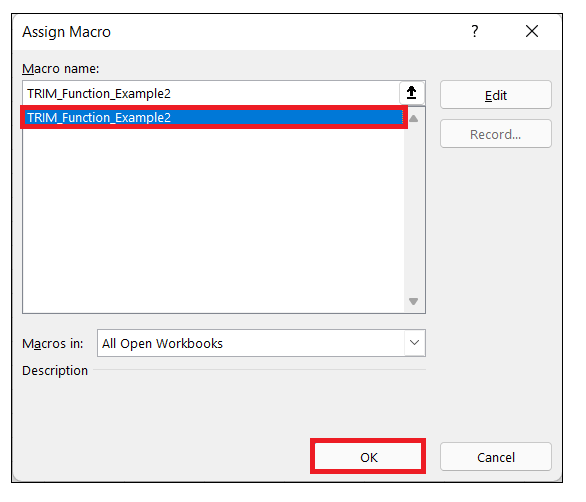 Assign Macro ?
Macro name:
TRIM_Function_Example2
Edit
TRIM_Function_Example2
Record...
Macros in: All Open Workbooks
Description
OK Cancel